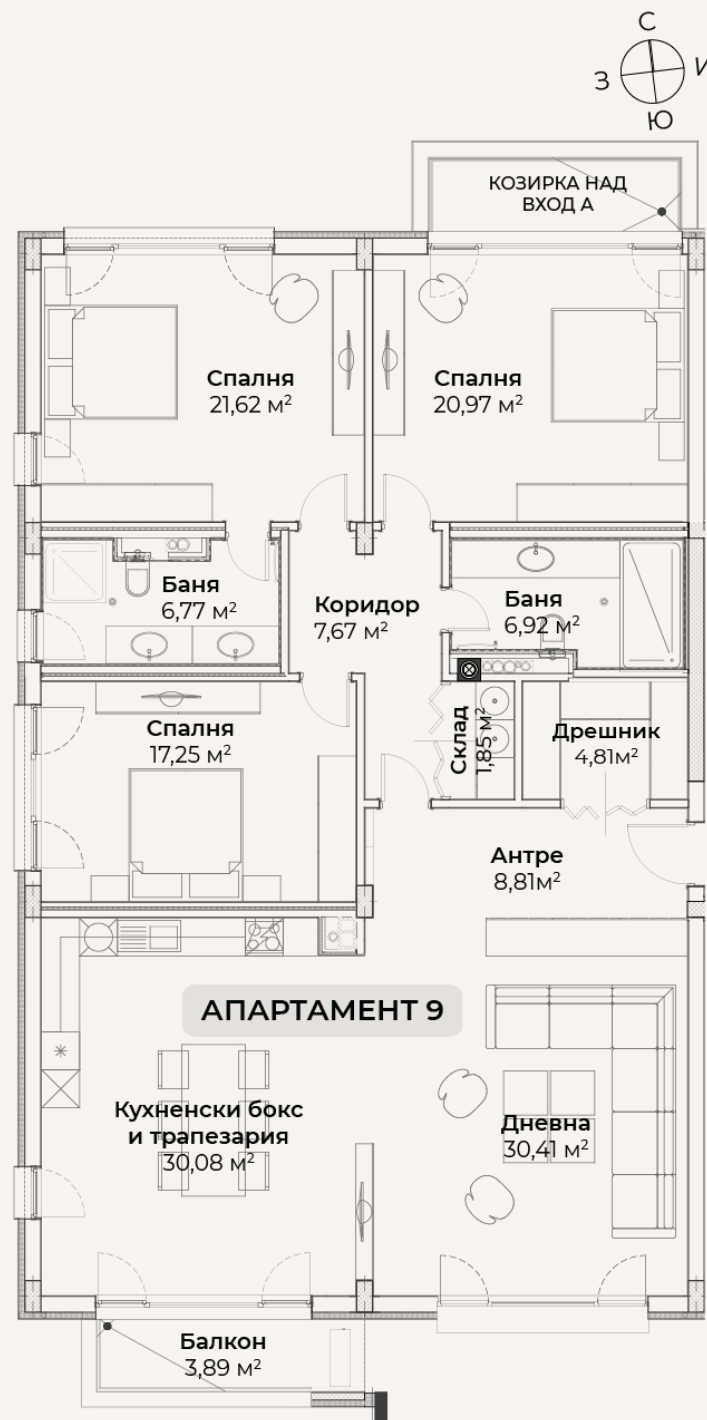 С
З
И
Ю
КОЗИРКА НАД
ВХОД А
Спалня
21,62 м²
Спалня
20,97 м²
Баня
6,77 м²
Коридор
7,67 м²
Баня
6,92 м²
Спалня
17,25 м²
Склад
1,85 м²
Дрешник
4,81м²
Антре
8,81м²
АПАРТАМЕНТ 9
Кухненски бокс
и трапезария
30,08 м²
Дневна
30,41 м²
Балкон
3,89 м²